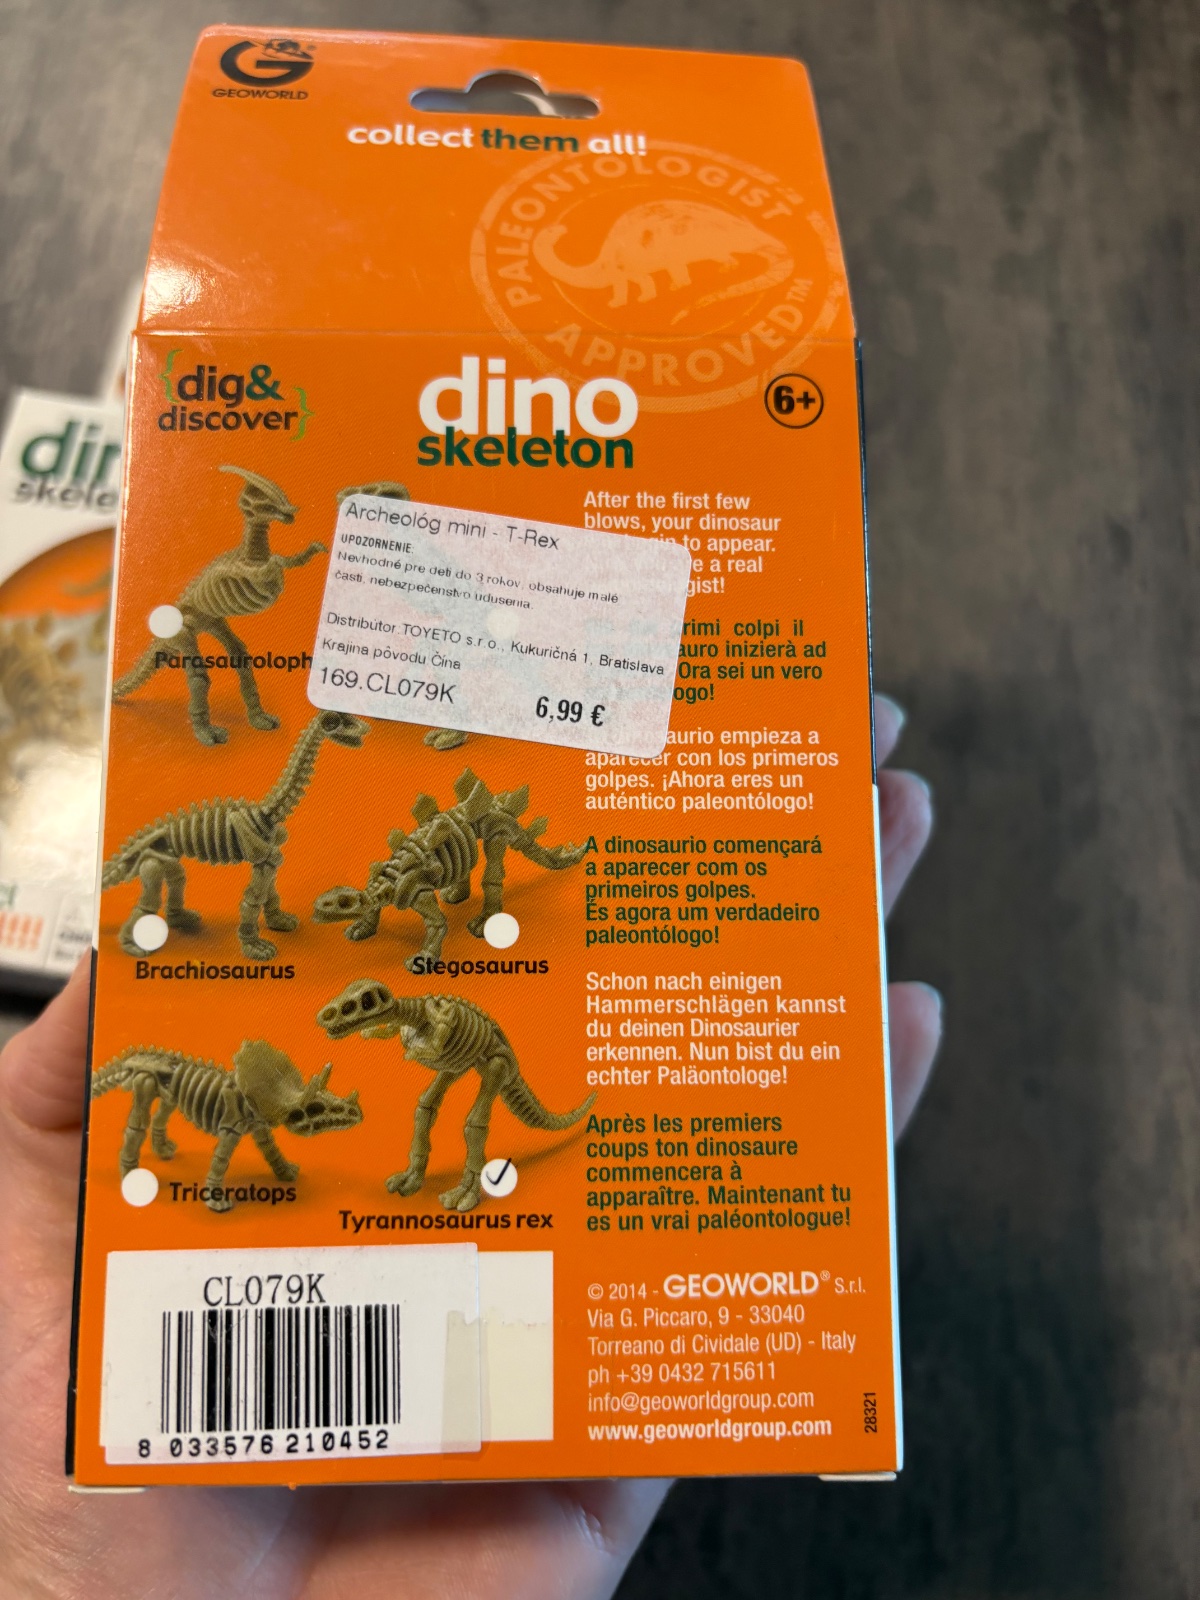 GEOWORLD
collect them all!
PALEONTOLOGIST
APPROVED™
{dig&
discover}
dino
skeleton
6+
After the first few
blows, your dinosaur
to appear.
e a real
gist!
rimi colpi il
auro inizierà ad
Ora sei un vero
ogo!
aurio empieza a
aparecer con los primeros
golpes. ¡Ahora eres un
auténtico paleontólogo!
A dinosaurio començará
a aparecer com os
primeiros golpes.
És agora um verdadeiro
paleontólogo!
Schon nach einigen
Hammerschlägen kannst
du deinen Dinosaurier
erkennen. Nun bist du ein
echter Paläontologe!
Après les premiers
coups ton dinosaure
commencera à
apparaître. Maintenant tu
es un vrai paléontologue!
Archeológ mini - T-Rex
UPOZORNENIE:
Nevhodné pre deti do 3 rokov, obsahuje malé
časti, nebezpečenstvo udusenia.
Distribútor:TOYETO s.r.o., Kukuričná 1, Bratislava
Krajina pôvodu Čína
169.CL079K
6,99 €
Parasauroloph
Brachiosaurus
Stegosaurus
Triceratops
Tyrannosaurus rex
CL079K
8 033576 210452
© 2014 - GEOWORLD® S.r.l.
Via G. Piccaro, 9 - 33040
Torreano di Cividale (UD) - Italy
ph +39 0432 715611
info@geoworldgroup.com
www.geoworldgroup.com
28321
din
skele